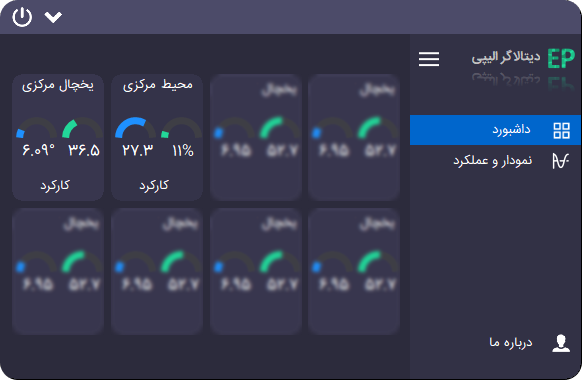 EP دیتالاگر الیپی
داشبورد
نمودار و عملکرد
درباره ما
یخچال
۵۲.۷ ۶.۹۵
یخچال
۵۲.۷ ۶.۹۵
محیط مرکزی
۱۱% ۲۷.۳
کارکرد
یخچال مرکزی
۳۶.۵ ۶.۰۹°
کارکرد
یخچال
۵۲.۷ ۶.۹۵
یخچال
۵۲.۷ ۶.۹۵
یخچال
۵۲.۷ ۶.۹۵
یخچال
۵۲.۷ ۶.۹۵